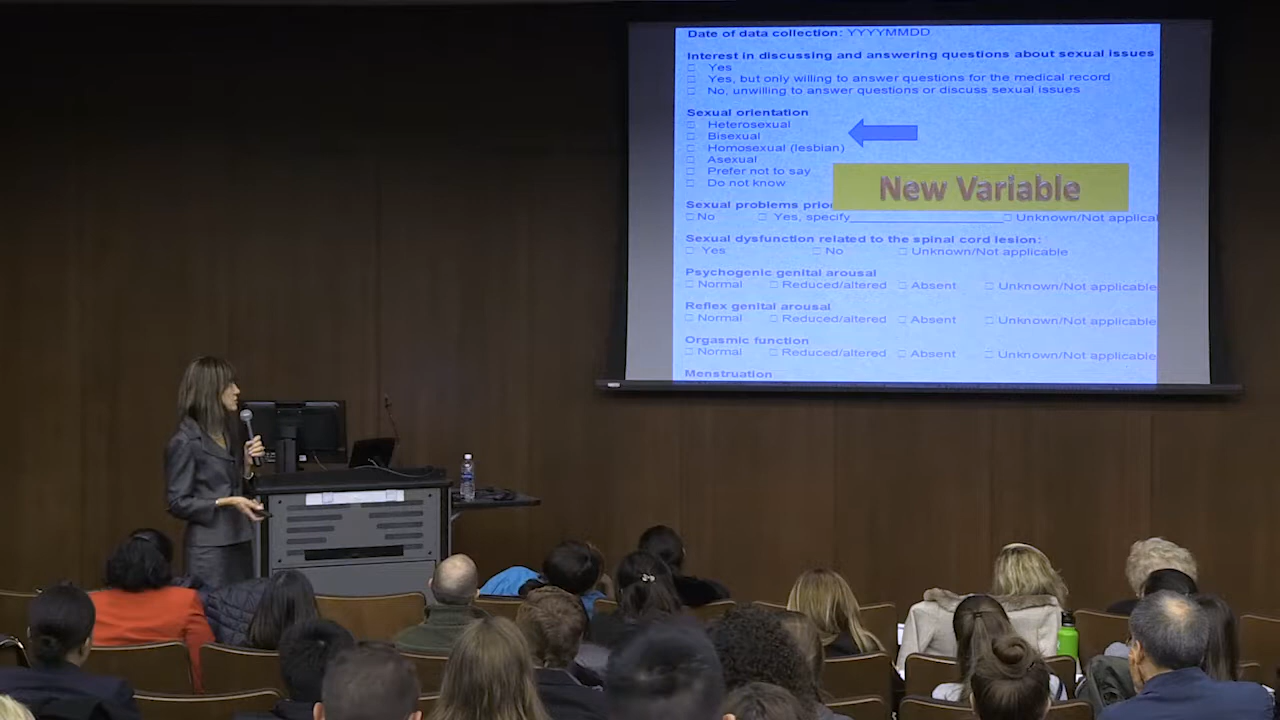 Date of data collection: YYYYMMDD
Interest in discussing and answering questions about sexual issues
Yes
Yes, but only willing to answer questions for the medical record
No, unwilling to answer questions or discuss sexual issues
Sexual orientation
Heterosexual
Bisexual
Homosexual (lesbian)
Asexual
Prefer not to say
Do not know
New Variable
Sexual problems prio
No Yes, specify____________________ Unknown/Not applical
Sexual dysfunction related to the spinal cord lesion:
Yes No Unknown/Not applicable
Psychogenic genital arousal
Normal Reduced/altered Absent Unknown/Not applicable
Reflex genital arousal
Normal Reduced/altered Absent Unknown/Not applicable
Orgasmic function
Normal Reduced/altered Absent Unknown/Not applicable
Menstruation